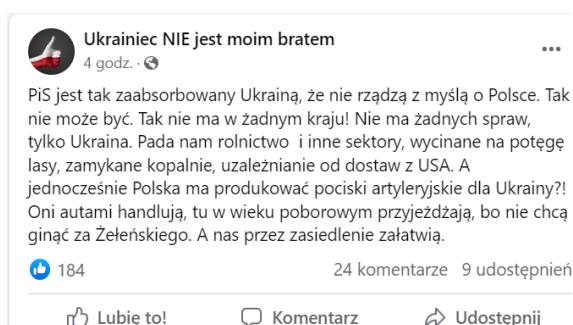 Ukrainiec NIE jest moim bratem
4 godz. ·
PiS jest tak zaabsorbowany Ukrainą, że nie rządzą z myślą o Polsce. Tak
nie może być. Tak nie ma w żadnym kraju! Nie ma żadnych spraw,
tylko Ukraina. Pada nam rolnictwo i inne sektory, wycinane na potęgę
lasy, zamykane kopalnie, uzależnianie od dostaw z USA. A
jednocześnie Polska ma produkować pociski artyleryjskie dla Ukrainy?!
Oni autami handlują, tu w wieku poborowym przyjeżdżają, bo nie chcą
ginąć za Żełeńskiego. A nas przez zasiedlenie załatwią.
184 24 komentarze 9 udostępnień
Lubię to! Komentarz Udostępnij